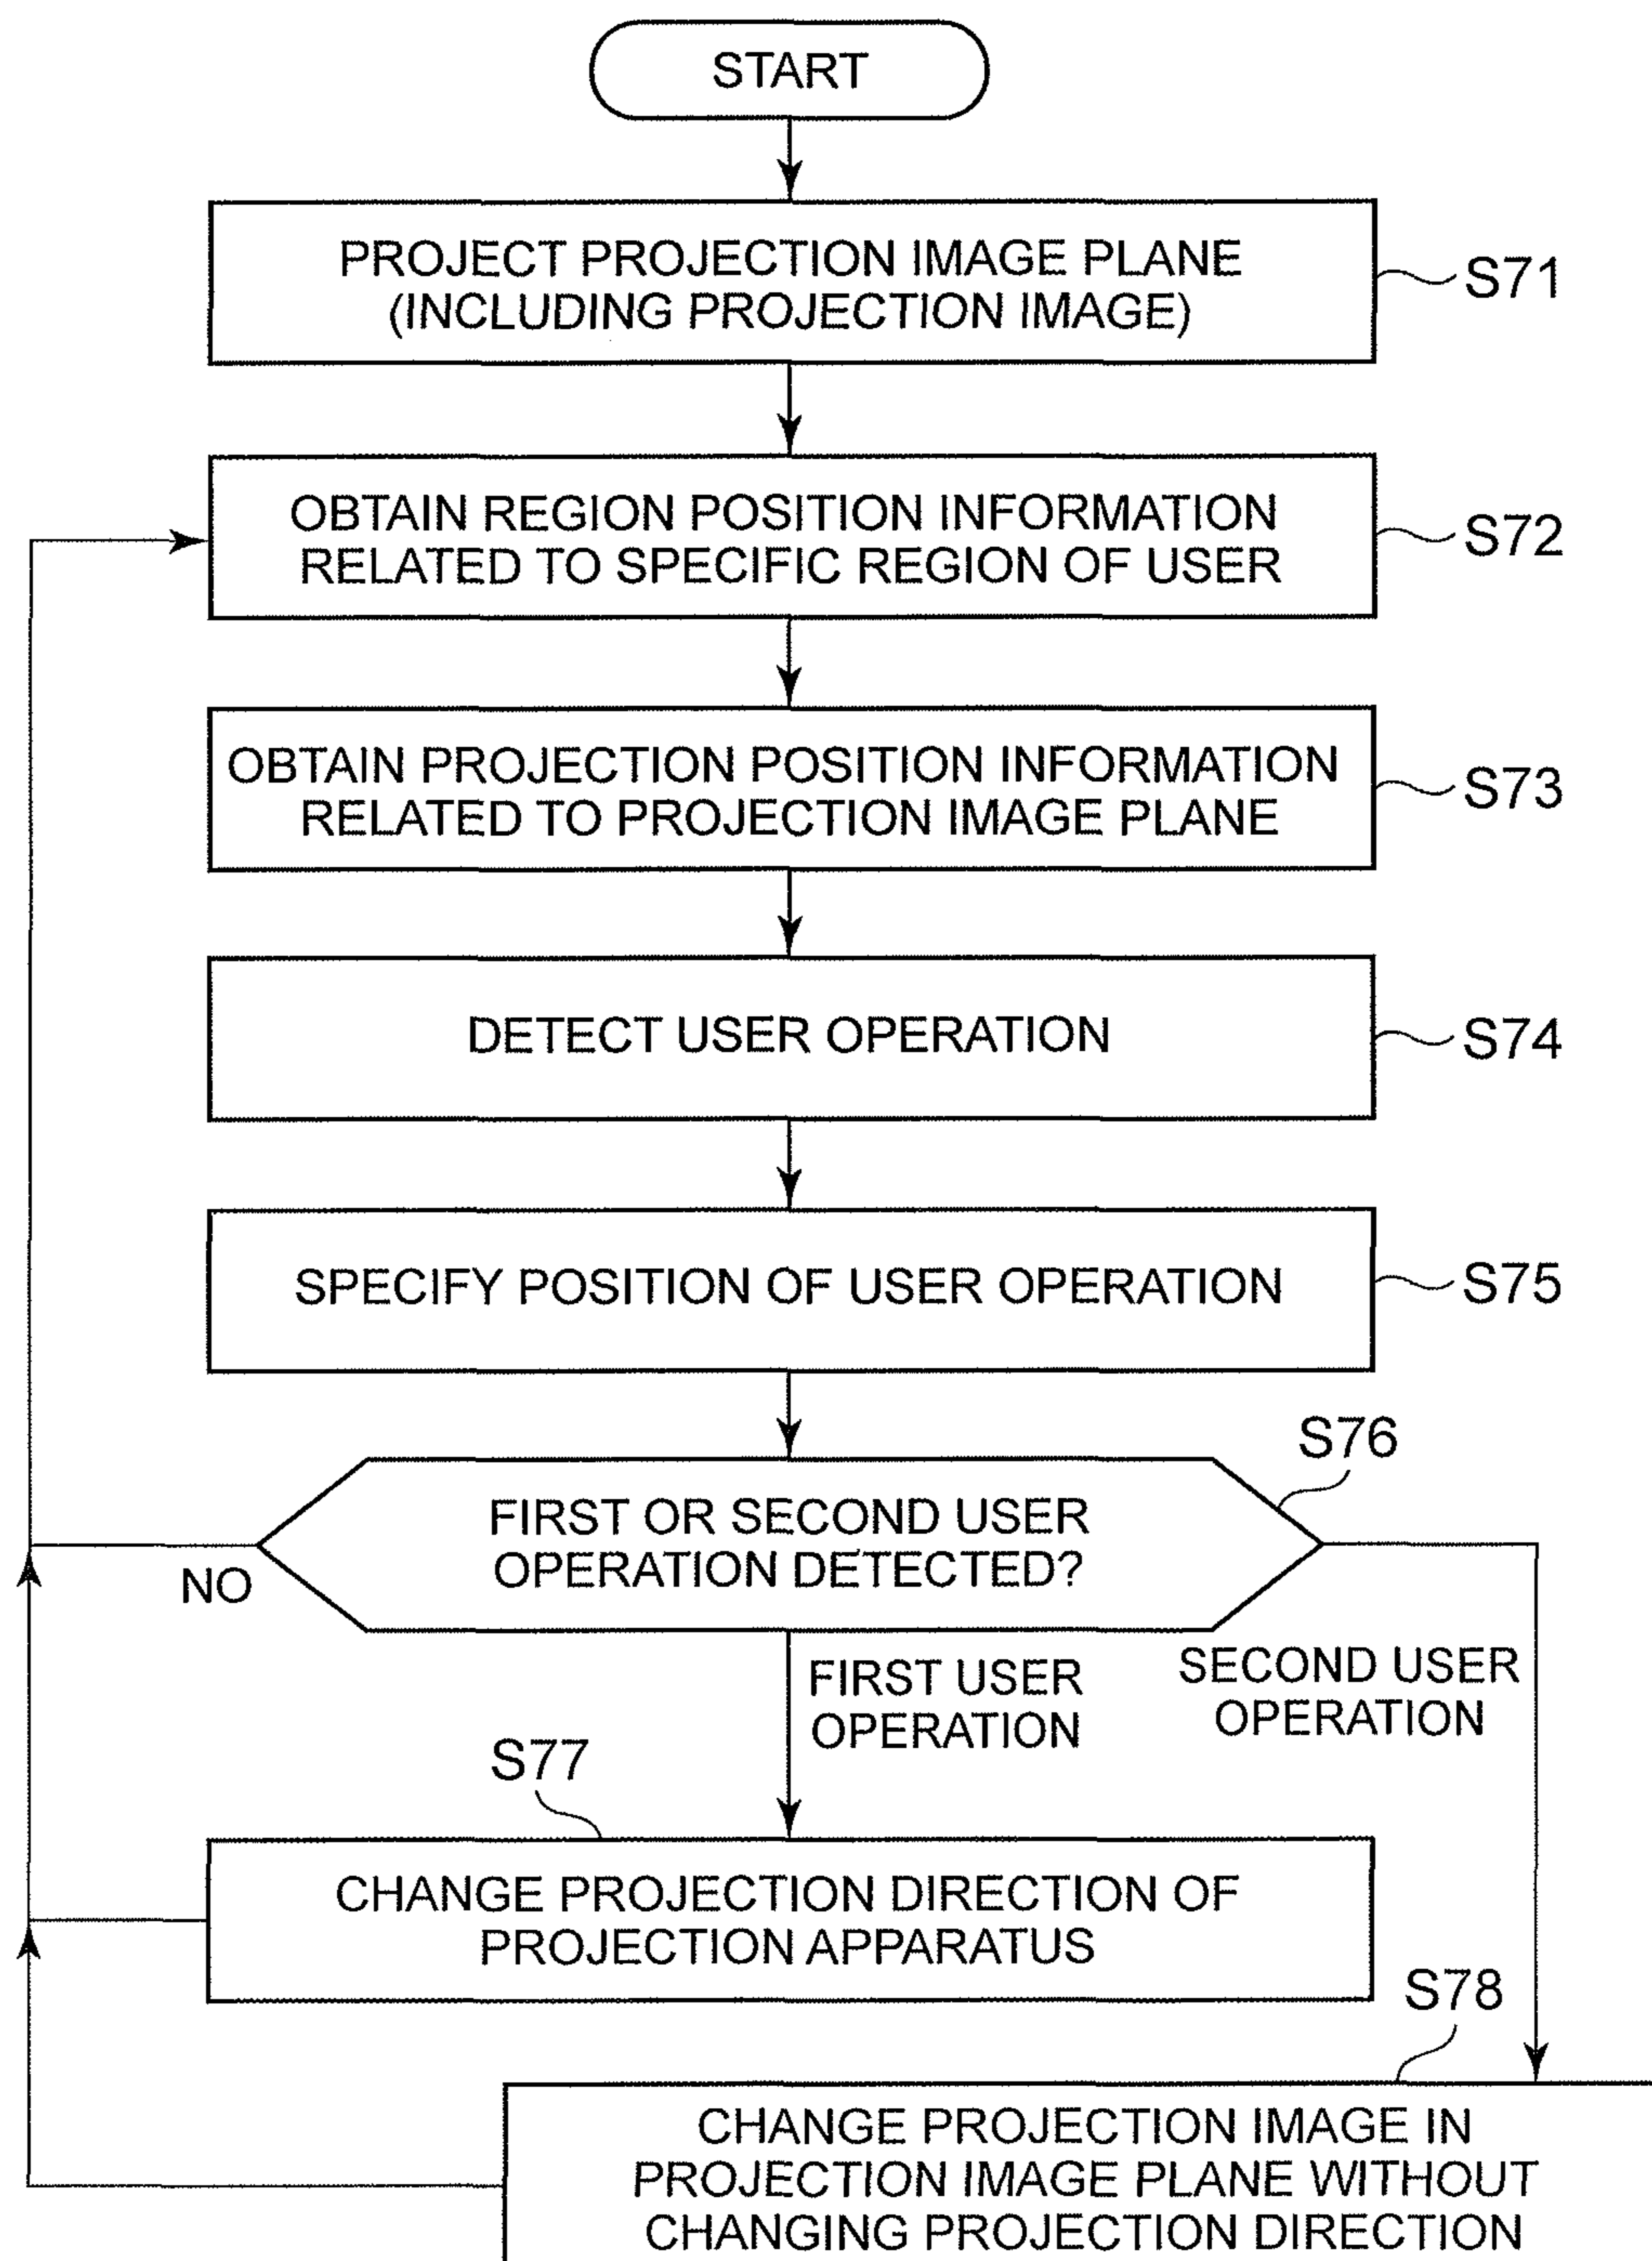 START
PROJECT PROJECTION IMAGE PLANE
(INCLUDING PROJECTION IMAGE)
S71
OBTAIN REGION POSITION INFORMATION
RELATED TO SPECIFIC REGION OF USER
S72
OBTAIN PROJECTION POSITION INFORMATION
RELATED TO PROJECTION IMAGE PLANE
S73
DETECT USER OPERATION
S74
SPECIFY POSITION OF USER OPERATION
S75
S76
FIRST OR SECOND USER
OPERATION DETECTED?
NO
FIRST USER
OPERATION
SECOND USER
OPERATION
S77
CHANGE PROJECTION DIRECTION OF
PROJECTION APPARATUS
S78
CHANGE PROJECTION IMAGE IN
PROJECTION IMAGE PLANE WITHOUT
CHANGING PROJECTION DIRECTION